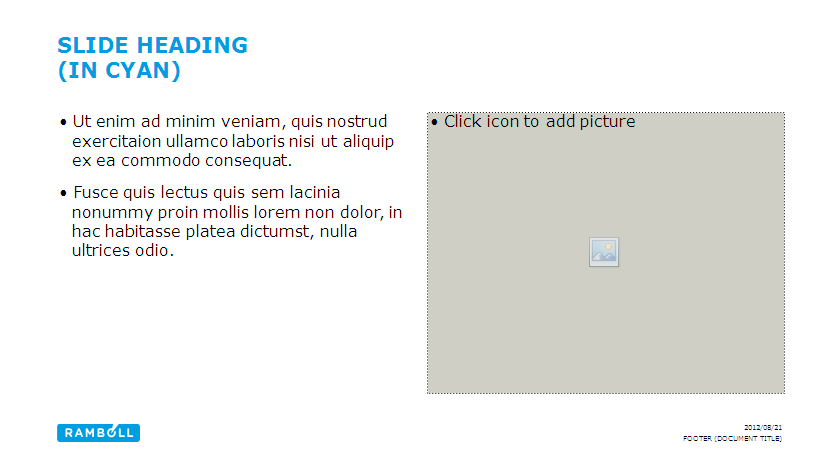 SLIDE HEADING
(IN CYAN)
• Ut enim ad minim veniam, quis nostrud
exercitaion ullamco laboris nisi ut aliquip
ex ea commodo consequat.
• Fusce quis lectus quis sem lacinia
nonummy proin mollis lorem non dolor, in
hac habitasse platea dictumst, nulla
ultrices odio.
• Click icon to add picture
RAMBOLL
2012/08/21
FOOTER (DOCUMENT TITLE)